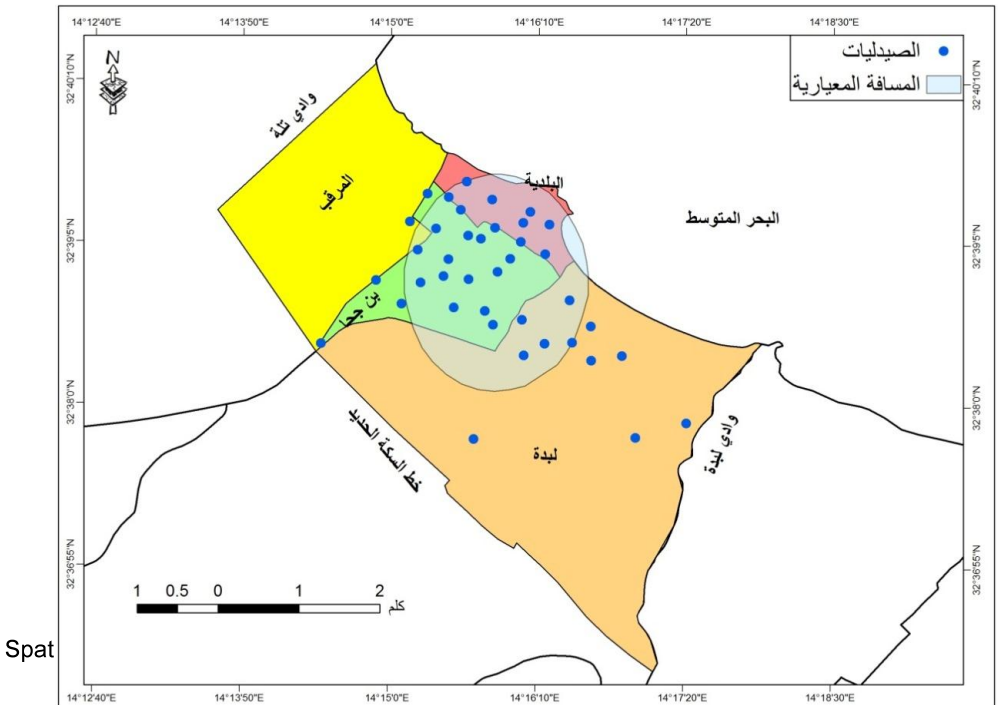 14°12'40"E 14°13'50"E 14°15'0"E 14°16'10"E 14°17'20"E 14°18'30"E
الصيدليات
المسافة المعيارية
N
32°40'10"N
32°40'10"N
وادي تلة
المرقب
البلدية
البحر المتوسط
32°39'5"N
32°39'5"N
بن جحا
32°38'0"N
32°38'0"N
خط السكة الحديد
لبدة
وادي لبدة
32°36'55"N
32°36'55"N
1 0.5 0 1 2
كلم
Spat
14°12'40"E 14°13'50"E 14°15'0"E 14°16'10"E 14°17'20"E 14°18'30"E